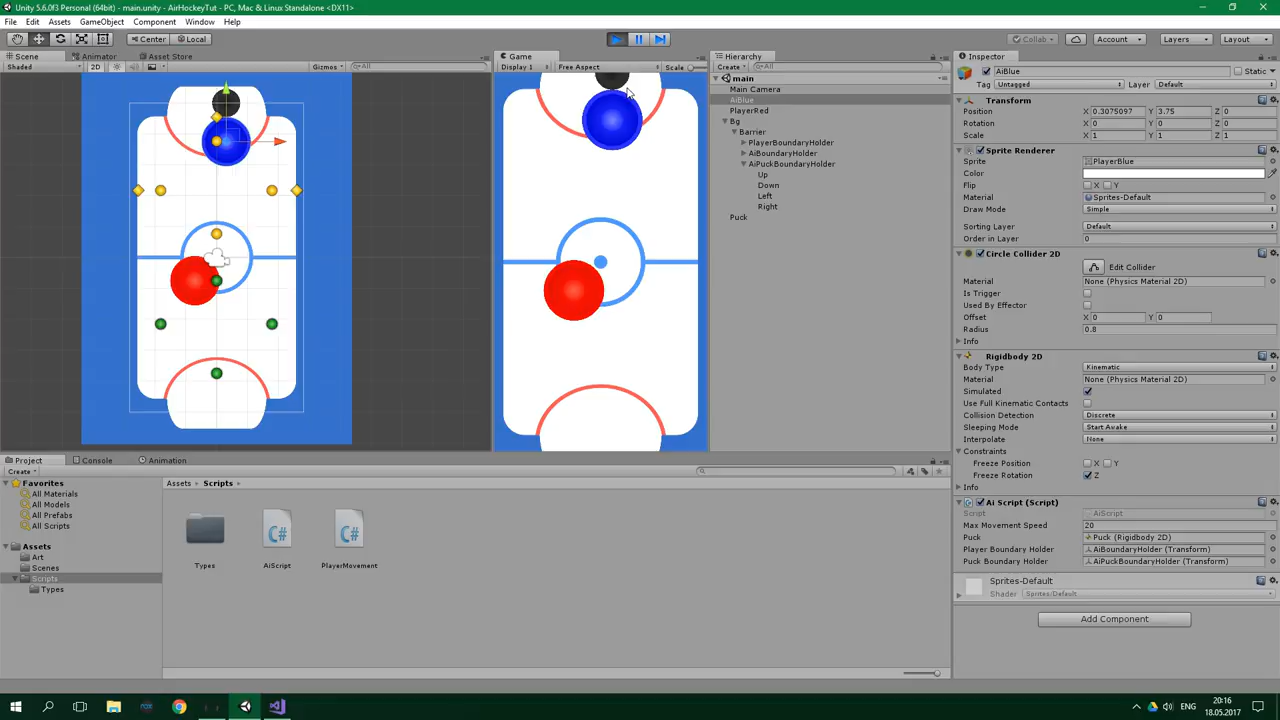 Unity 5.6.0f3 Personal (64bit) - main.unity - AirHockeyTut - PC, Mac & Linux Standalone <DX11>
File Edit Assets GameObject Component Window Help
Center Local Collab Account Layers Layout
Scene Animator Asset Store
Shaded 2D Gizmos All
Game
Display 1 Free Aspect Scale
Hierarchy
Create All
main
Main Camera
AiBlue
PlayerRed
Bg
Barrier
PlayerBoundaryHolder
AiBoundaryHolder
AiPuckBoundaryHolder
Up
Down
Left
Right
Puck
Inspector
AiBlue Static
Tag Untagged Layer Default
Transform
Position X 0.3075097 Y 3.75 Z 0
Rotation X 0 Y 0 Z 0
Scale X 1 Y 1 Z 1
Sprite Renderer
Sprite PlayerBlue
Color
Flip X Y
Material Sprites-Default
Draw Mode Simple
Sorting Layer Default
Order in Layer 0
Circle Collider 2D
Edit Collider
Material None (Physics Material 2D)
Is Trigger
Used By Effector
Offset X 0 Y 0
Radius 0.8
Info
Rigidbody 2D
Body Type Kinematic
Material None (Physics Material 2D)
Simulated
Use Full Kinematic Contacts
Collision Detection Discrete
Sleeping Mode Start Awake
Interpolate None
Constraints
Freeze Position X Y
Freeze Rotation Z
Info
Ai Script (Script)
Script AiScript
Max Movement Speed 20
Puck Puck (Rigidbody 2D)
Player Boundary Holder AiBoundaryHolder (Transform)
Puck Boundary Holder AiPuckBoundaryHolder (Transform)
Sprites-Default
Shader Sprites/Default
Add Component
Project Console Animation
Create
Favorites
All Materials
All Models
All Prefabs
All Scripts
Assets
Art
Scenes
Scripts
Types
Assets Scripts
Types AiScript PlayerMovement
ENG
20:16
18.05.2017